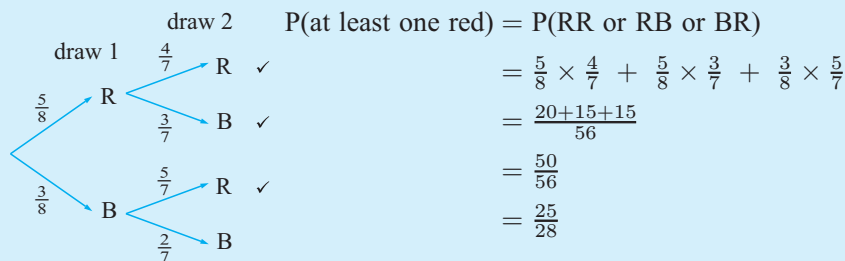 draw 2 P(at least one red) = P(RR or RB or BR)
draw 1
4/7 R ✓
= 5/8 × 4/7 + 5/8 × 3/7 + 3/8 × 5/7
5/8 R
3/7 B ✓
= 20+15+15/56
= 50/56
3/8 B
5/7 R ✓
= 25/28
2/7 B